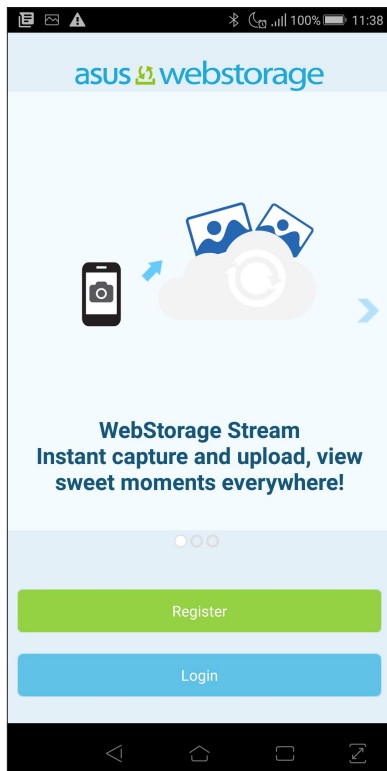 100% 11:38
asus webstorage
WebStorage Stream
Instant capture and upload, view
sweet moments everywhere!
Register
Login